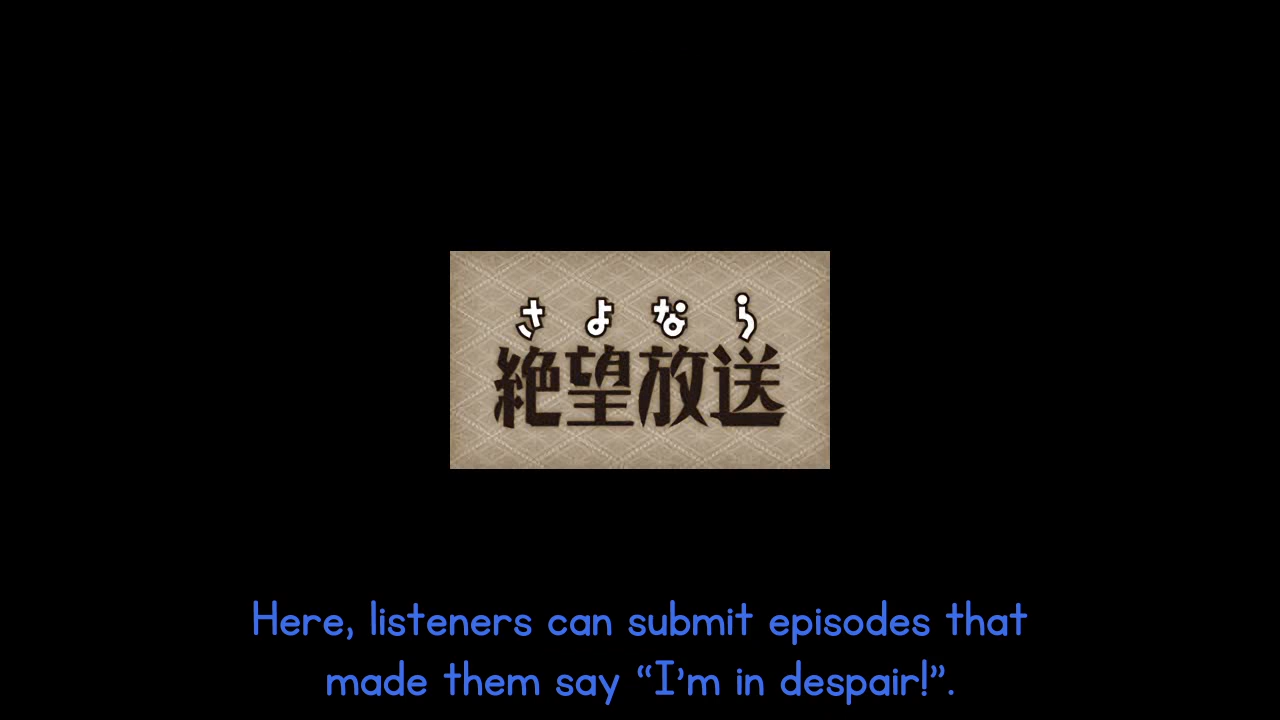 さよなら
絶望放送
Here, listeners can submit episodes that
made them say “I’m in despair!”.